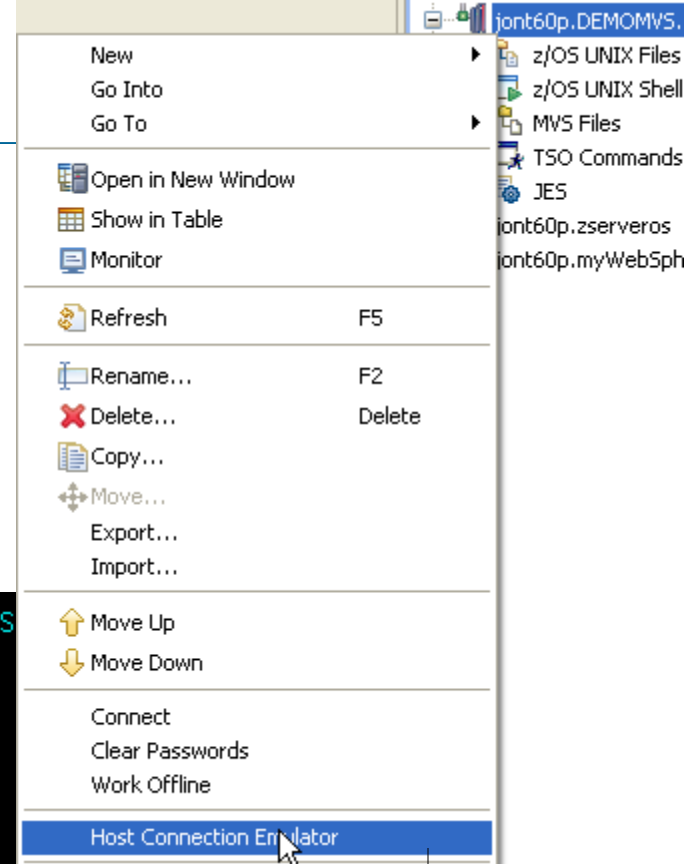 jont60p.DEMOMVS.
New
z/OS UNIX Files
Go Into
z/OS UNIX Shell
Go To
MVS Files
TSO Commands
Open in New Window
JES
Show in Table
jont60p.zserveros
Monitor
jont60p.myWebSph
Refresh F5
Rename... F2
Delete... Delete
Copy...
Move...
Export...
Import...
S
Move Up
Move Down
Connect
Clear Passwords
Work Offline
Host Connection Emulator